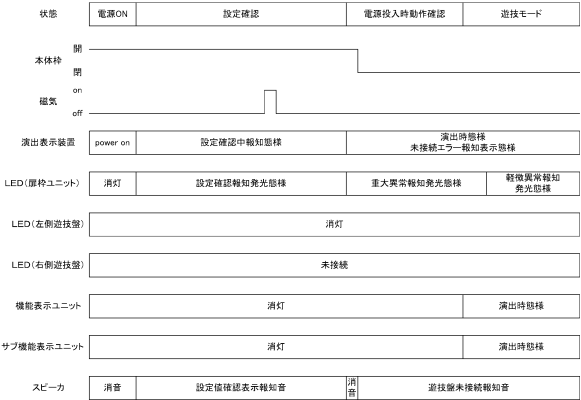 状態 電源ON 設定確認 電源投入時動作確認 遊技モード
本体枠 開
閉
磁気 on
off
演出表示装置 power on 設定確認中報知態様 演出時態様
未接続エラー報知表示態様
LED(扉枠ユニット) 消灯 設定確認報知発光態様 重大異常報知発光態様 軽微異常報知
発光態様
LED(左側遊技盤) 消灯
LED(右側遊技盤) 未接続
機能表示ユニット 消灯 演出時態様
サブ機能表示ユニット 消灯 演出時態様
スピーカ 消音 設定値確認表示報知音 消音 遊技盤未接続報知音